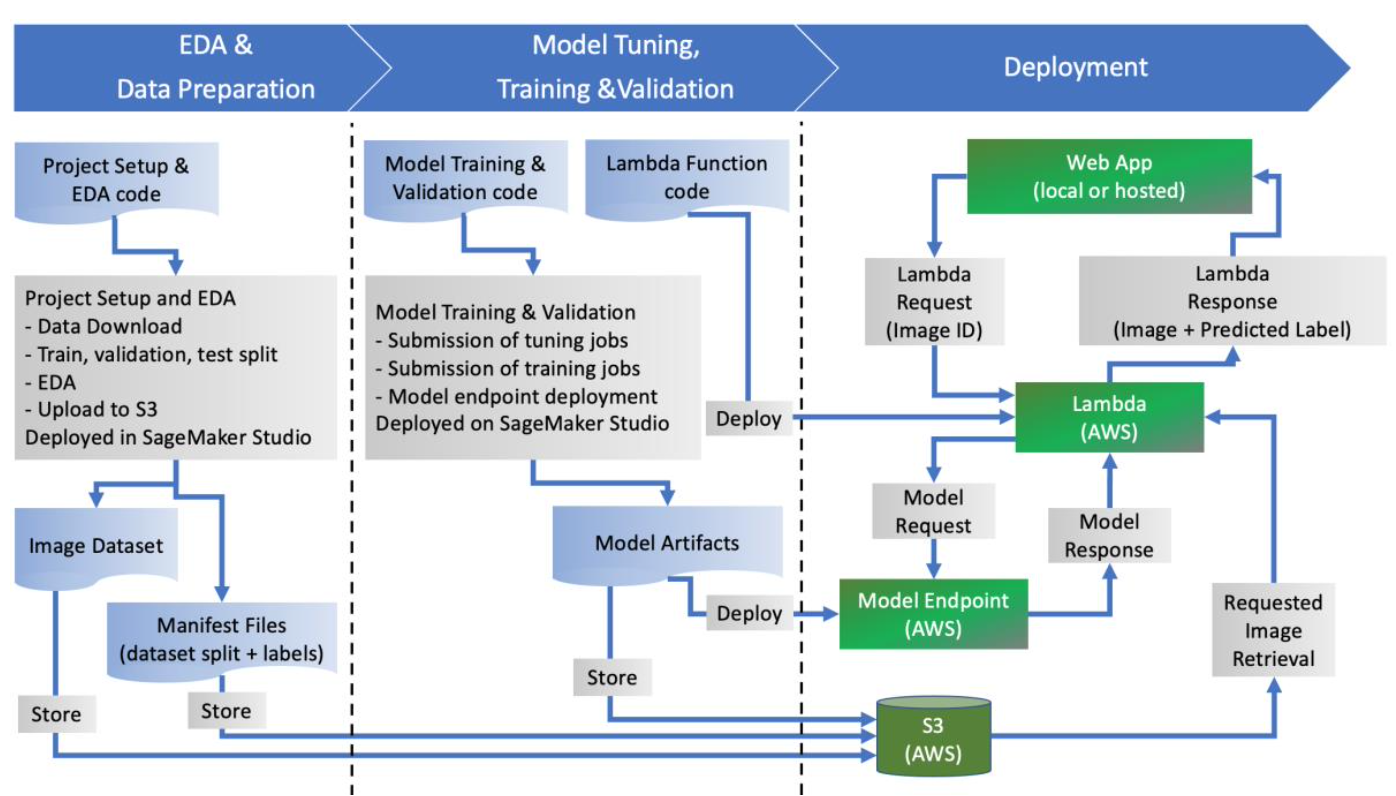 EDA &
Data Preparation
Model Tuning,
Training &Validation
Deployment
Project Setup &
EDA code
Model Training &
Validation code
Lambda Function
code
Web App
(local or hosted)
Lambda
Request
(Image ID)
Lambda
Response
(Image + Predicted Label)
Project Setup and EDA
- Data Download
- Train, validation, test split
- EDA
- Upload to S3
Deployed in SageMaker Studio
Model Training & Validation
- Submission of tuning jobs
- Submission of training jobs
- Model endpoint deployment
Deployed on SageMaker Studio
Deploy
Lambda
(AWS)
Model
Request
Model
Response
Image Dataset
Model Artifacts
Manifest Files
(dataset split + labels)
Deploy
Model Endpoint
(AWS)
Requested
Image
Retrieval
Store
Store
Store
S3
(AWS)